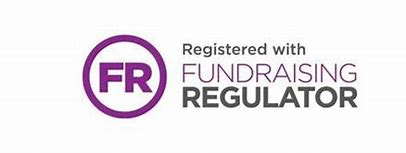 FR
Registered with
FUNDRAISING
REGULATOR